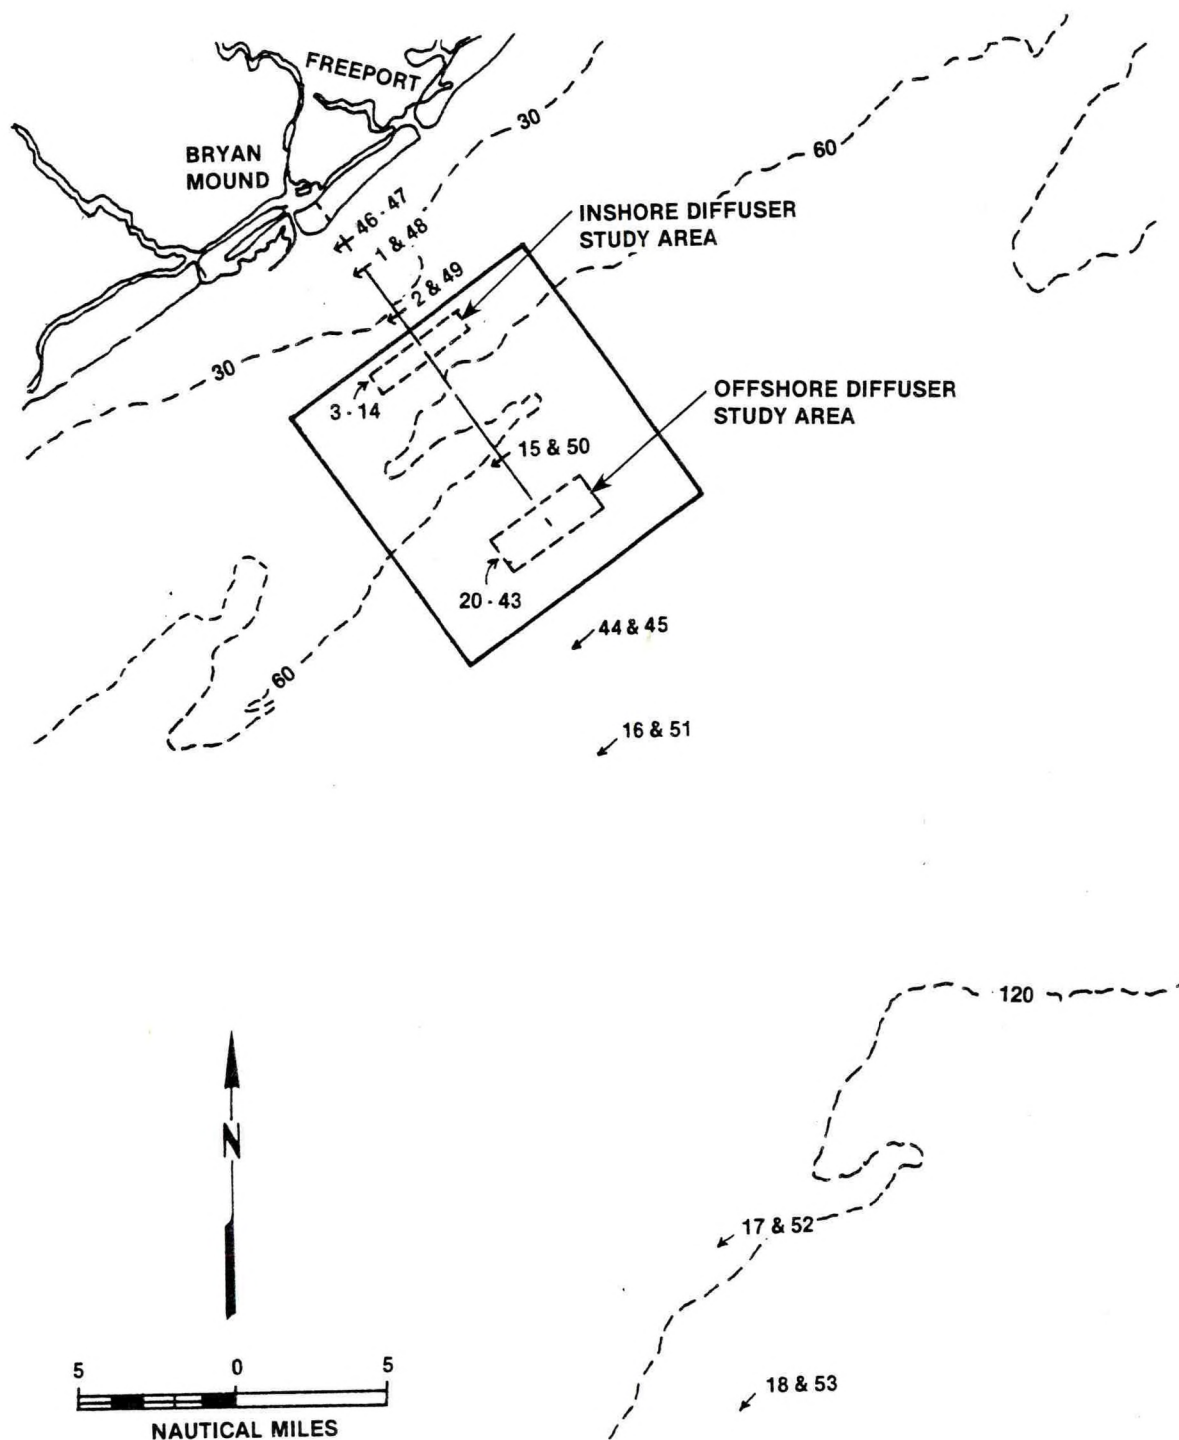 FREEPORT
BRYAN
MOUND
30
60
46 - 47
1 & 48
2 & 49
INSHORE DIFFUSER
STUDY AREA
30
3 - 14
OFFSHORE DIFFUSER
STUDY AREA
15 & 50
20 - 43
44 & 45
60
16 & 51
120
N
17 & 52
18 & 53
5 0 5
NAUTICAL MILES